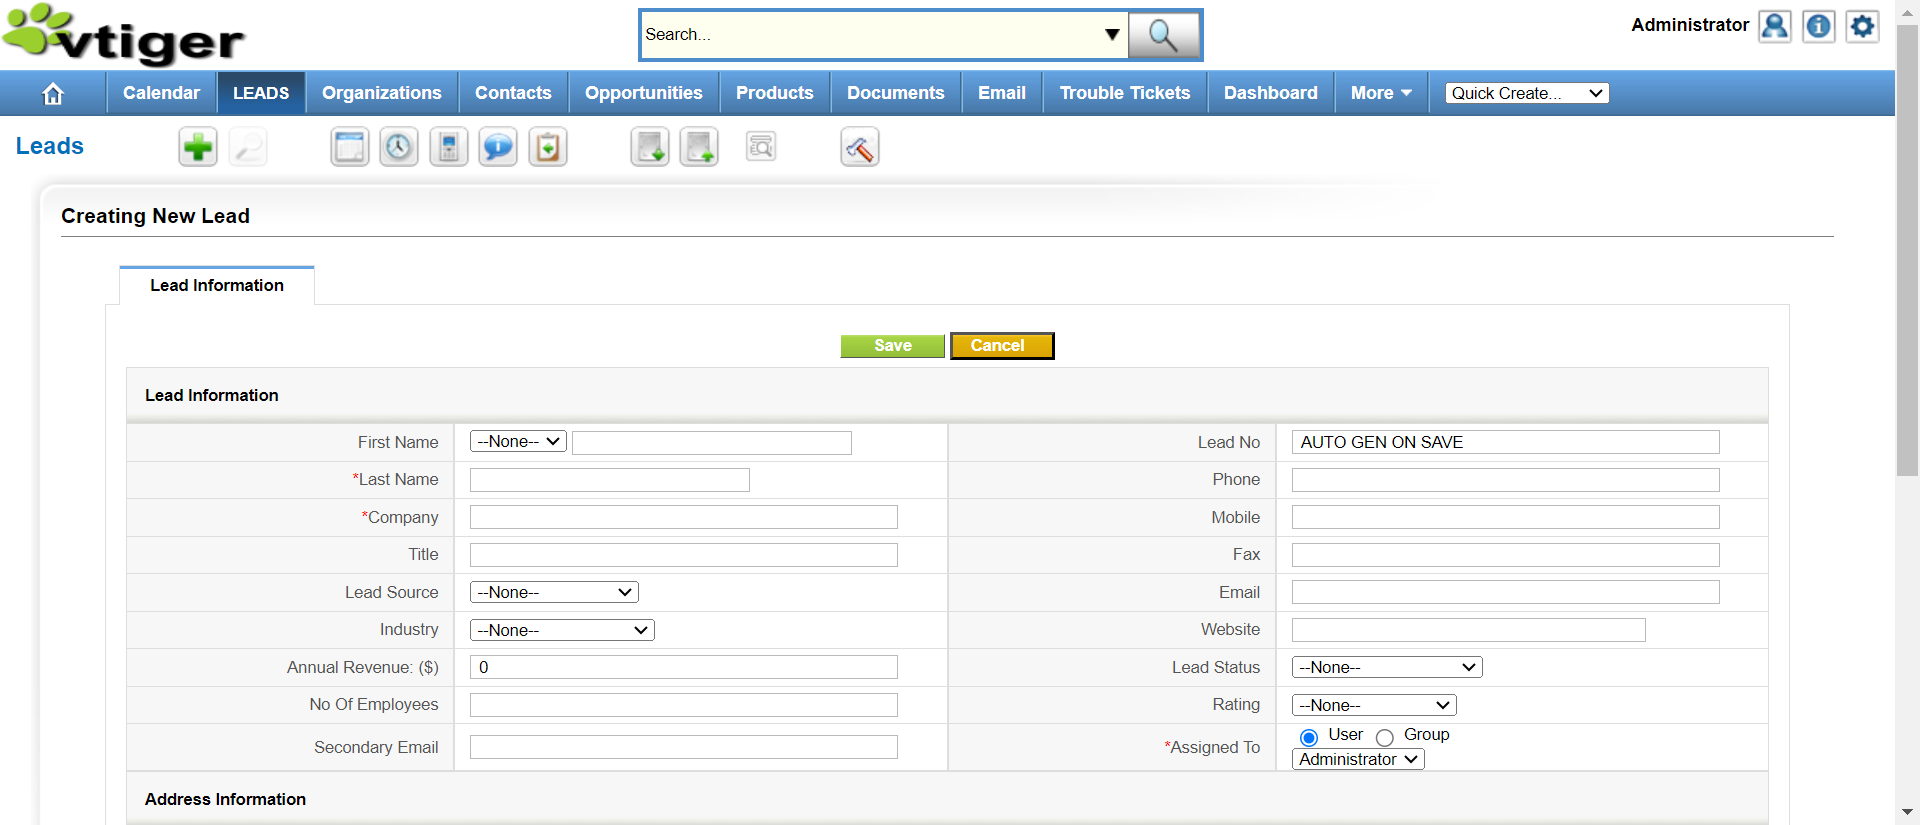 vtiger
Search...
Administrator
Calendar LEADS Organizations Contacts Opportunities Products Documents Email Trouble Tickets Dashboard More Quick Create...
Leads
Creating New Lead
Lead Information
Save Cancel
Lead Information
First Name --None-- Lead No AUTO GEN ON SAVE
*Last Name Phone
*Company Mobile
Title Fax
Lead Source --None-- Email
Industry --None-- Website
Annual Revenue: ($) 0 Lead Status --None--
No Of Employees Rating --None--
Secondary Email *Assigned To User Group
Administrator
Address Information